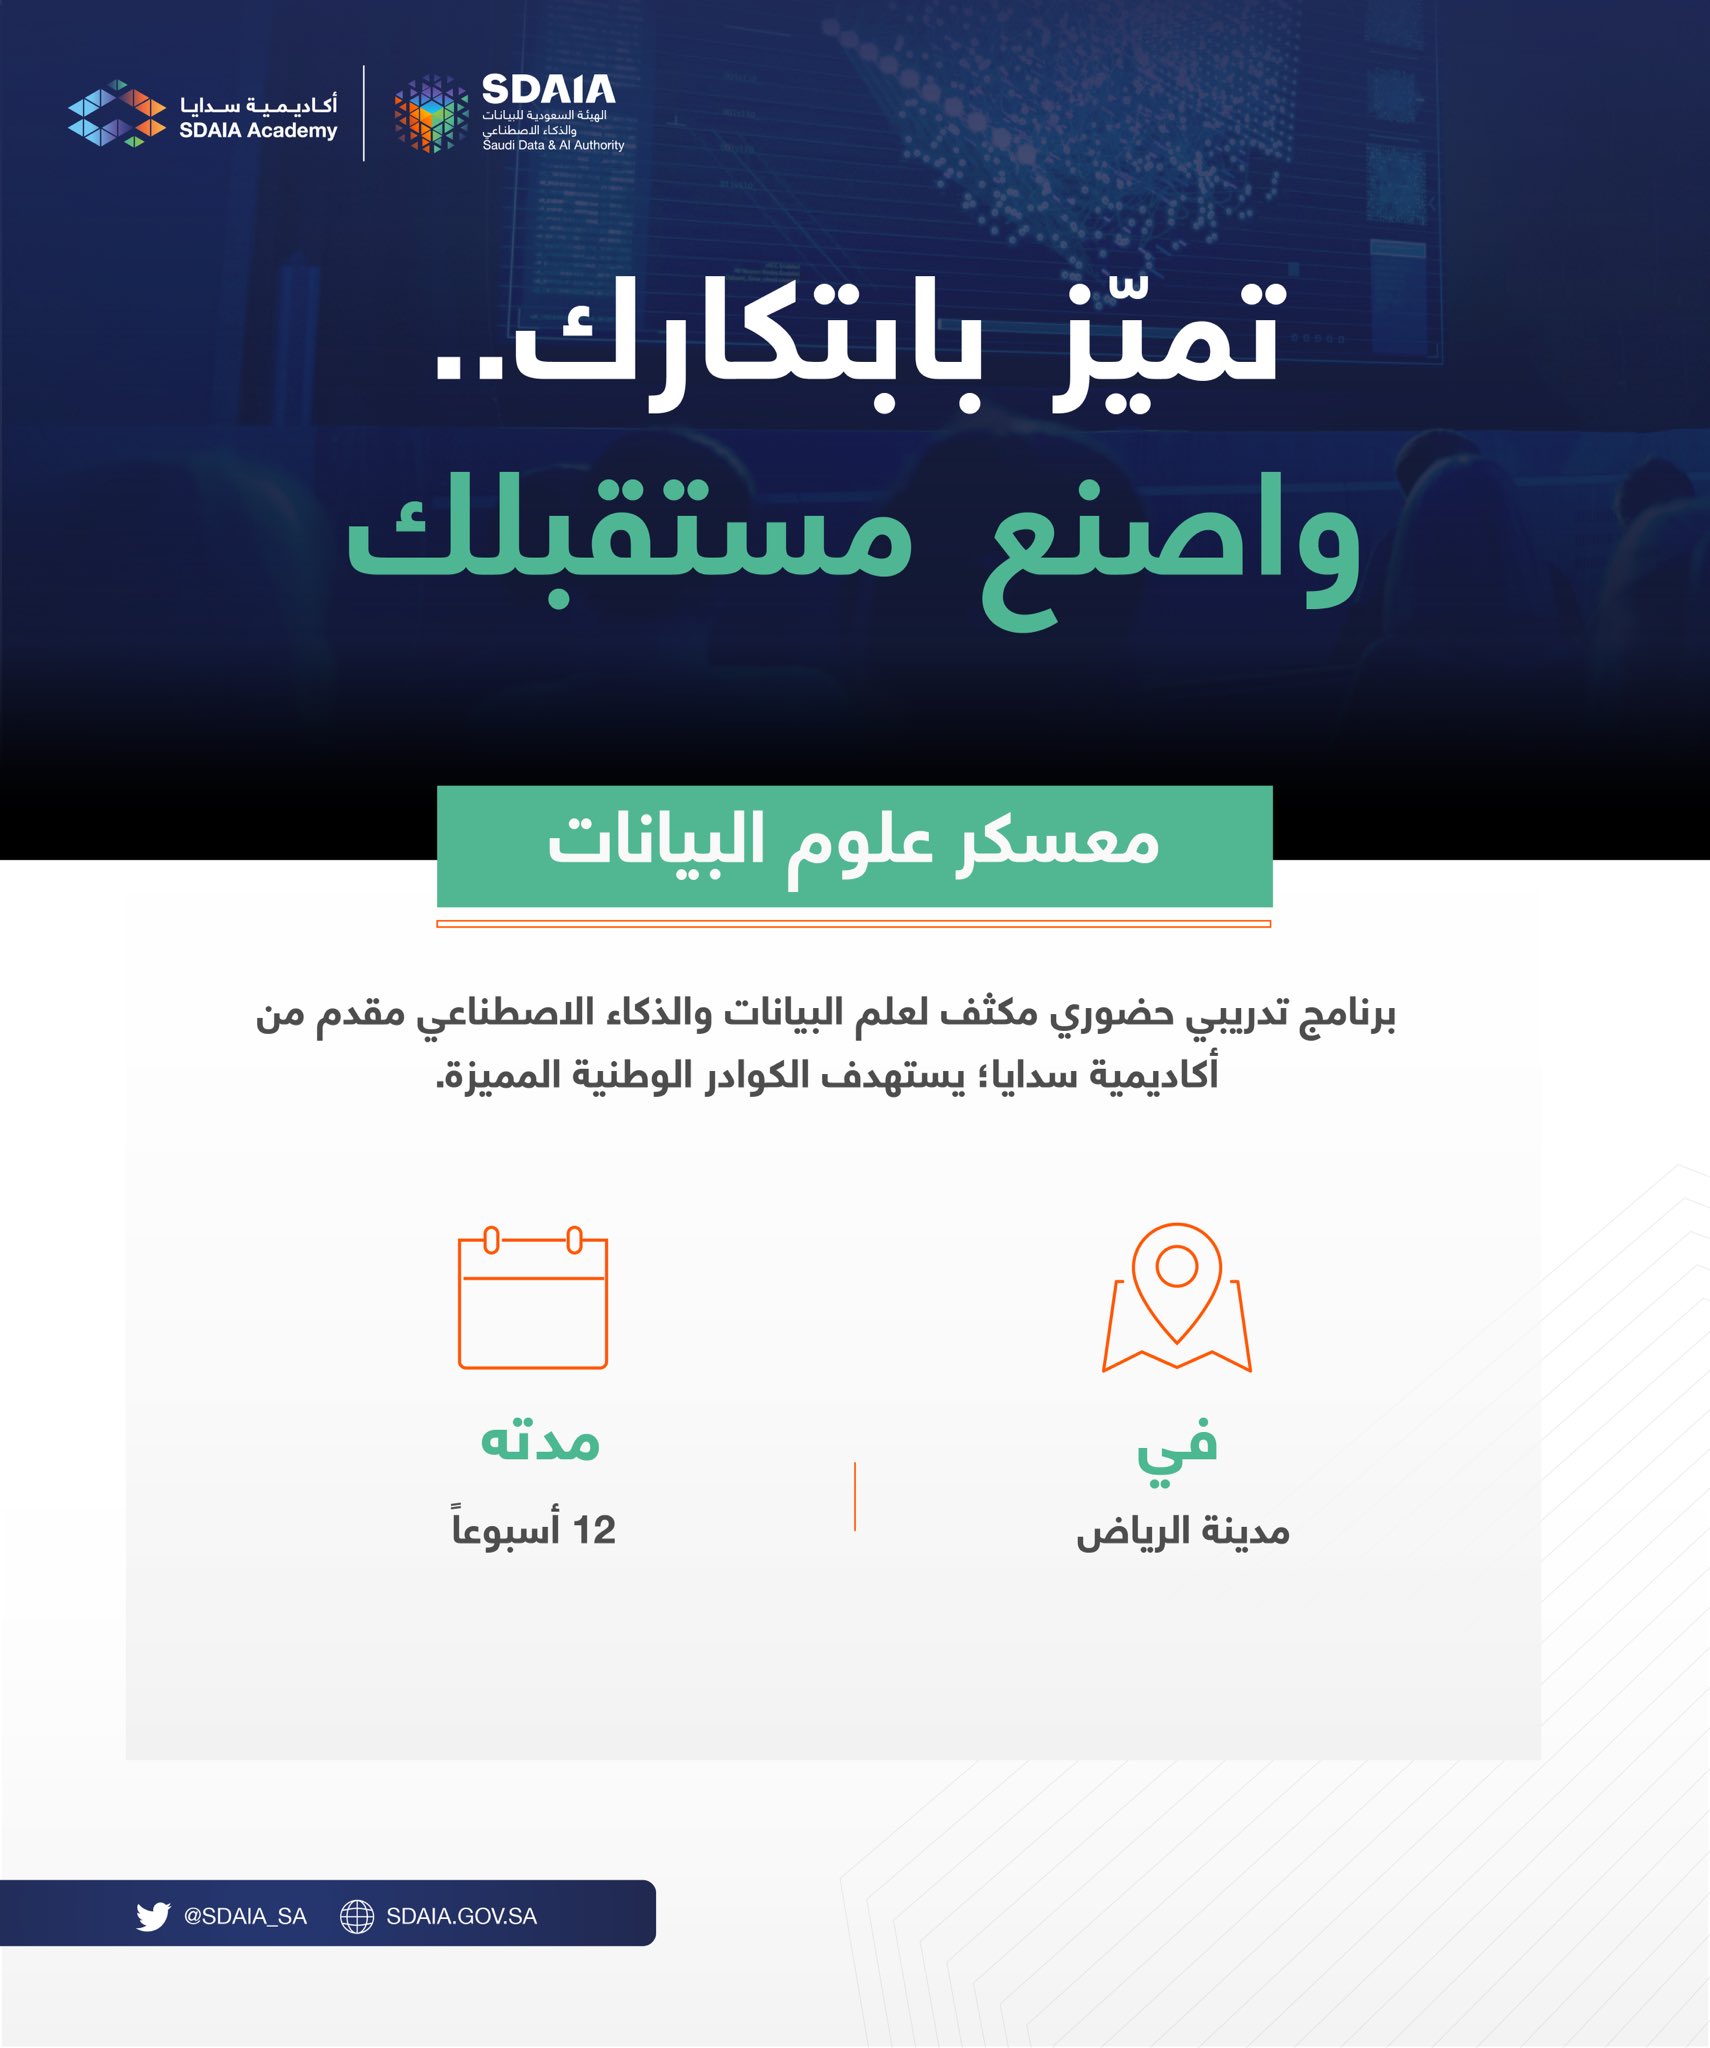 أكاديمية سدايا
SDAIA Academy
SDAIA
الهيئة السعودية للبيانات
والذكاء الاصطناعي
Saudi Data & AI Authority
تميّز بابتكارك..
واصنع مستقبلك
معسكر علوم البيانات
برنامج تدريبي حضوري مكثف لعلم البيانات والذكاء الاصطناعي مقدم من
أكاديمية سدايا؛ يستهدف الكوادر الوطنية المميزة.
في
مدينة الرياض
مدته
12 أسبوعاً
@SDAIA_SA
SDAIA.GOV.SA